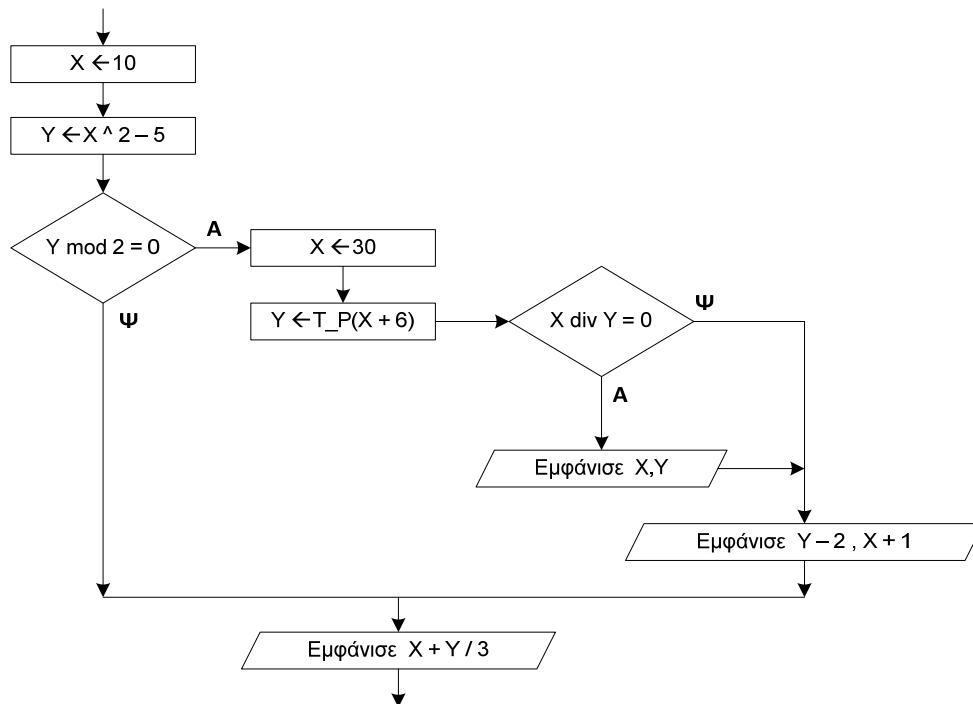 X ←10
Y ←X ^ 2 – 5
Y mod 2 = 0
A
Ψ
X ←30
Y ←T_P(X + 6)
X div Y = 0
Ψ
A
Εμφάνισε X,Y
Εμφάνισε Y – 2 , X + 1
Εμφάνισε X + Y / 3